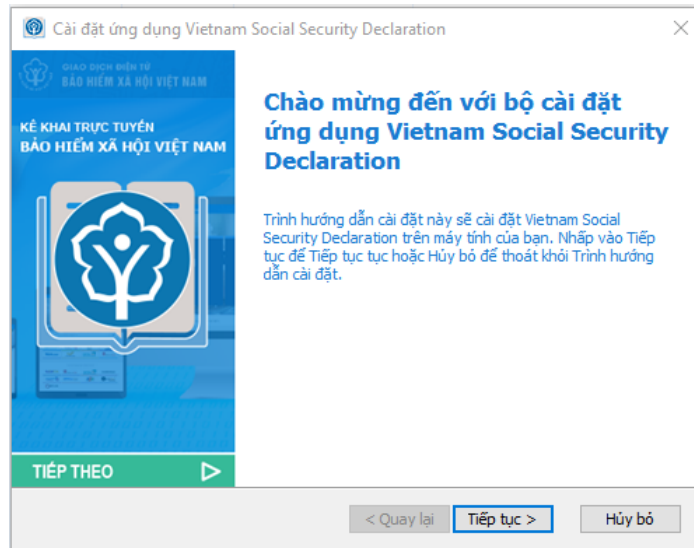 Cài đặt ứng dụng Vietnam Social Security Declaration
GIAO DỊCH ĐIỆN TỬ
BẢO HIỂM XÃ HỘI VIỆT NAM
KÊ KHAI TRỰC TUYẾN
BẢO HIỂM XÃ HỘI VIỆT NAM
TIẾP THEO
Chào mừng đến với bộ cài đặt
ứng dụng Vietnam Social Security
Declaration
Trình hướng dẫn cài đặt này sẽ cài đặt Vietnam Social
Security Declaration trên máy tính của bạn. Nhấp vào Tiếp
tục để Tiếp tục tục hoặc Hủy bỏ để thoát khỏi Trình hướng
dẫn cài đặt.
< Quay lại
Tiếp tục >
Hủy bỏ